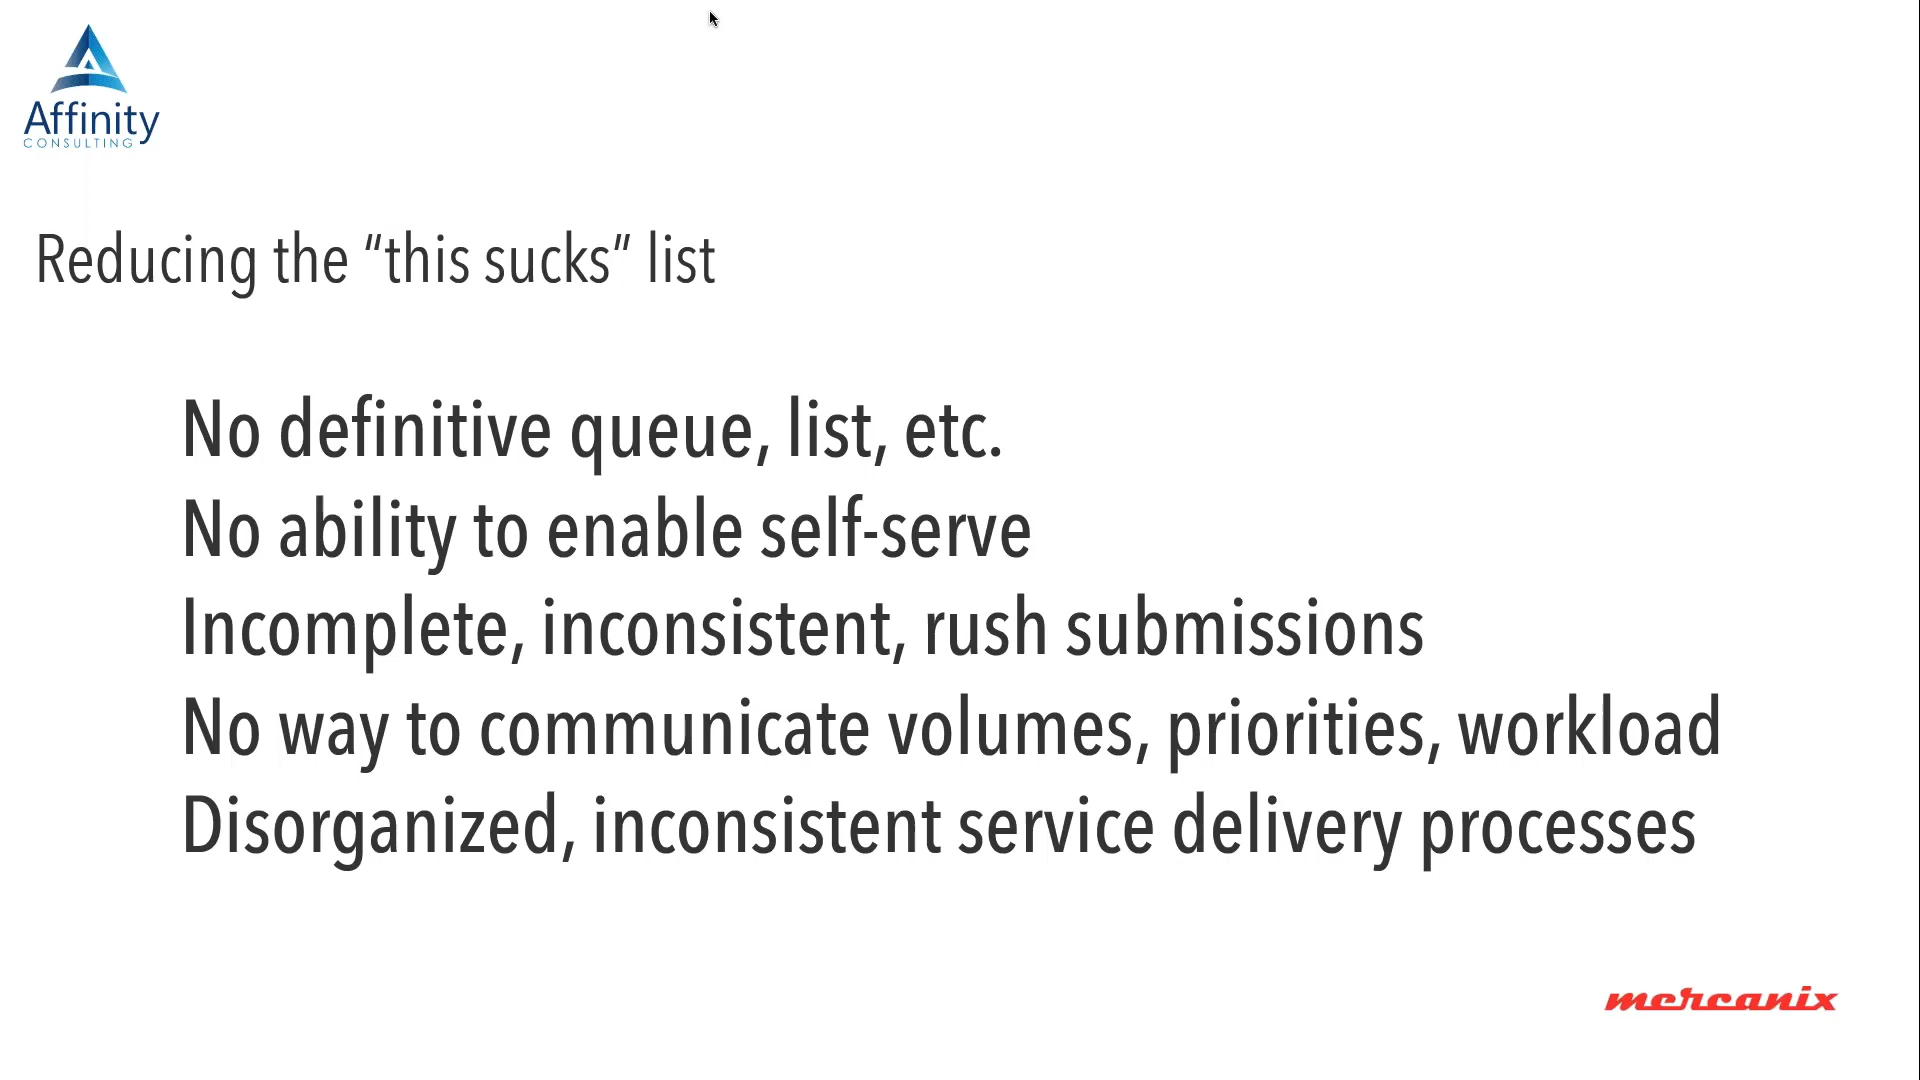 Affinity
CONSULTING
Reducing the “this sucks” list
No definitive queue, list, etc.
No ability to enable self-serve
Incomplete, inconsistent, rush submissions
No way to communicate volumes, priorities, workload
Disorganized, inconsistent service delivery processes
mercanix